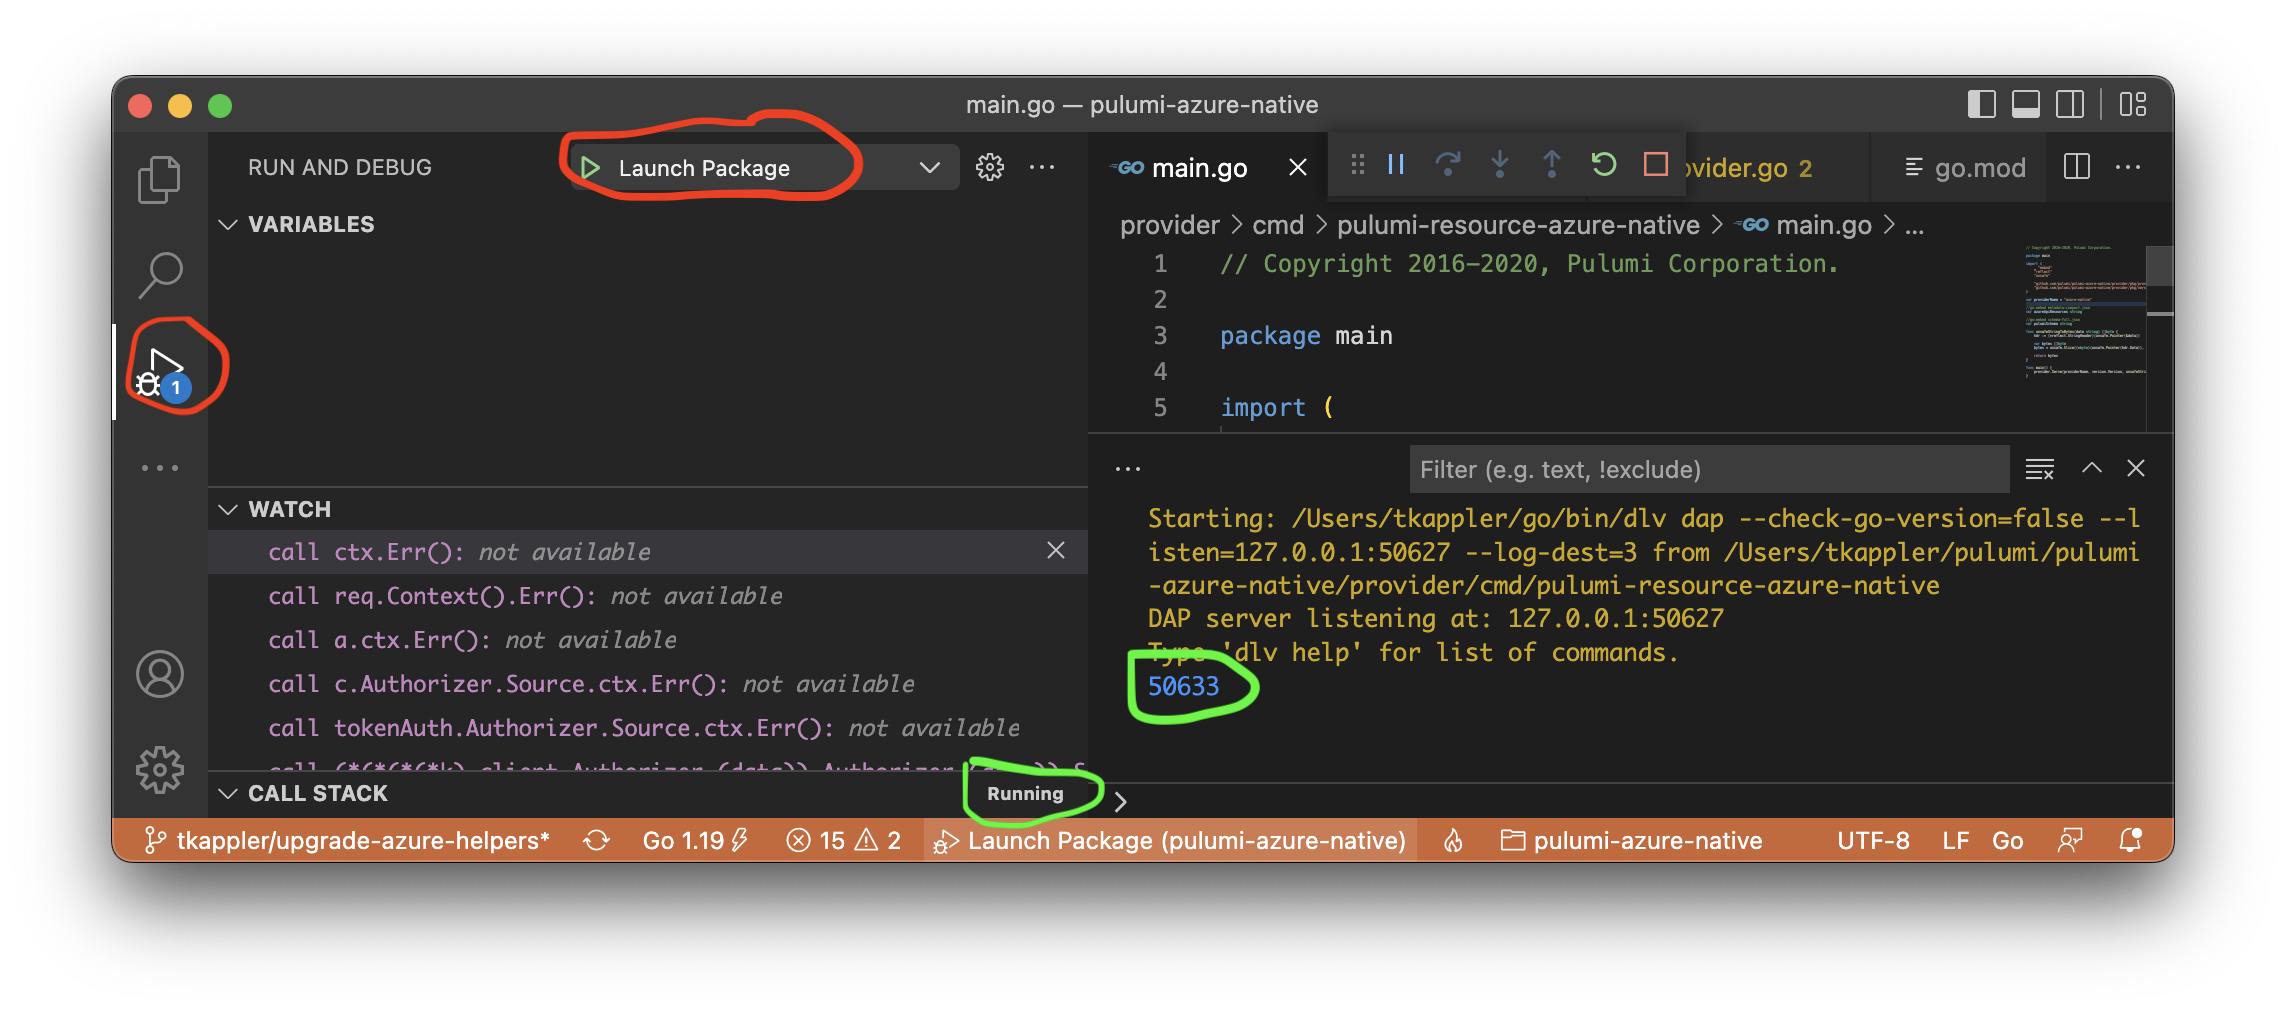 main.go — pulumi-azure-native
RUN AND DEBUG
Launch Package
VARIABLES
1
WATCH
call ctx.Err(): not available
call req.Context().Err(): not available
call a.ctx.Err(): not available
call c.Authorizer.Source.ctx.Err(): not available
call tokenAuth.Authorizer.Source.ctx.Err(): not available
CALL STACK
Running
GO main.go
ovider.go 2
go.mod
provider > cmd > pulumi-resource-azure-native > GO main.go > ...
1 // Copyright 2016-2020, Pulumi Corporation.
2
3 package main
4
5 import (
Filter (e.g. text, !exclude)
Starting: /Users/tkappler/go/bin/dlv dap --check-go-version=false --l
isten=127.0.0.1:50627 --log-dest=3 from /Users/tkappler/pulumi/pulumi
-azure-native/provider/cmd/pulumi-resource-azure-native
DAP server listening at: 127.0.0.1:50627
Type 'dlv help' for list of commands.
50633
>
tkappler/upgrade-azure-helpers* Go 1.19 15 2 Launch Package (pulumi-azure-native) pulumi-azure-native UTF-8 LF Go